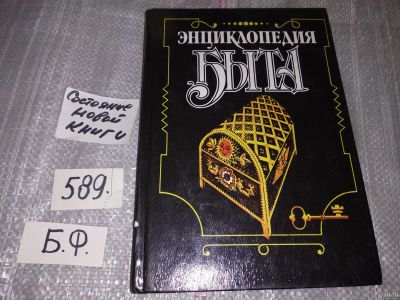 ЭНЦИКЛОПЕДИЯ
БЫТА
Состояние
новой
книги
589.
Б.Ф.